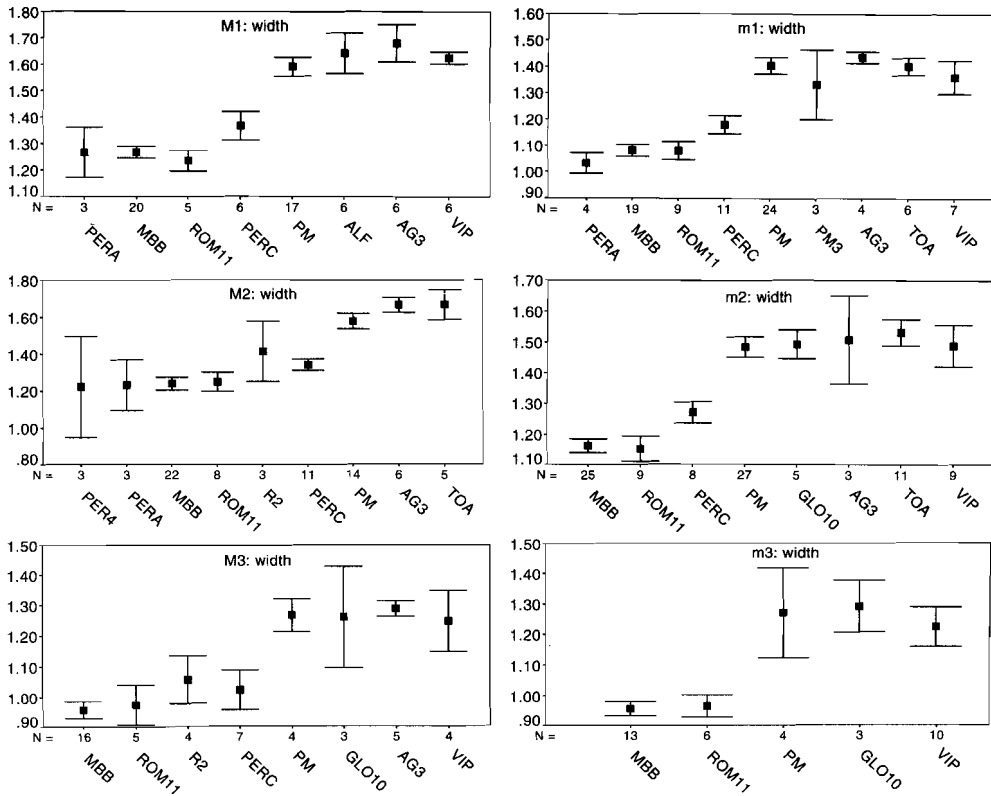 M1: width
1.80
1.70
1.60
1.50
1.40
1.30
1.20
1.10
N = 3 20 5 6 17 6 6 6
PERA MBB ROM11 PERC PM ALF AG3 VIP
m1: width
1.60
1.50
1.40
1.30
1.20
1.10
1.00
.90
N = 4 19 9 11 24 3 4 6 7
PERA MBB ROM11 PERC PM PM3 AG3 TOA VIP
M2: width
1.80
1.60
1.40
1.20
1.00
.80
N = 3 3 22 8 3 11 14 6 5
PER4 PERA MBB ROM11 R2 PERC PM AG3 TOA
m2: width
1.70
1.60
1.50
1.40
1.30
1.20
1.10
N = 25 9 8 27 5 3 11 9
MBB ROM11 PERC PM GLO10 AG3 TOA VIP
M3: width
1.50
1.40
1.30
1.20
1.10
1.00
.90
N = 16 5 4 7 4 3 5 4
MBB ROM11 R2 PERC PM GLO10 AG3 VIP
m3: width
1.50
1.40
1.30
1.20
1.10
1.00
.90
N = 13 6 4 3 10
MBB ROM11 PM GLO10 VIP